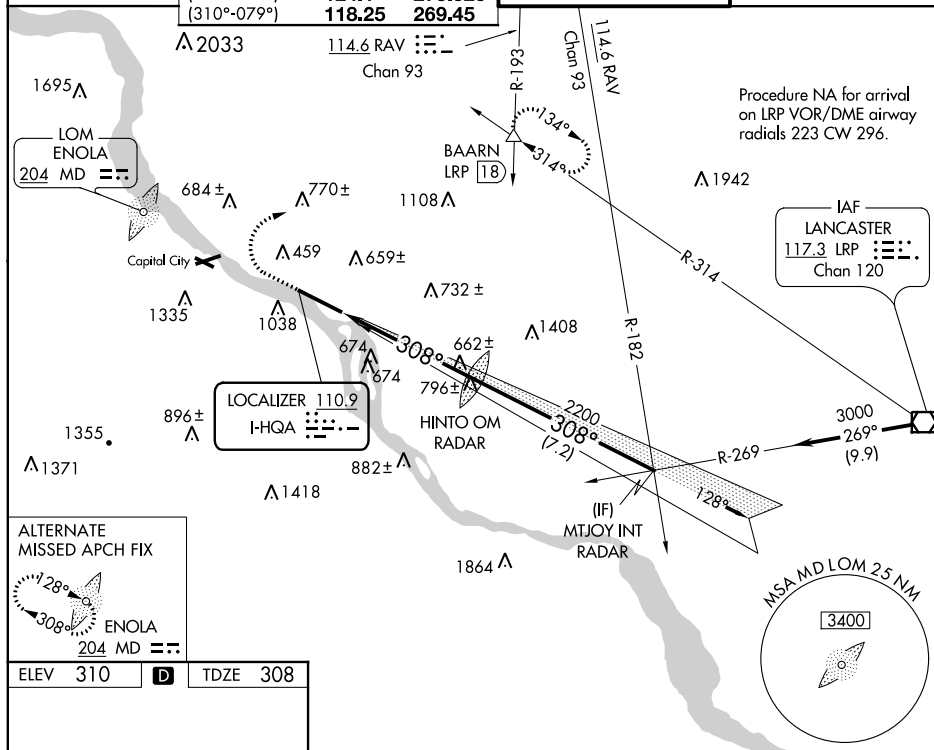 (310°-079°) 118.25 269.45
2033
114.6 RAV
Chan 93
R-193
114.6 RAV
Chan 93
1695
LOM
ENOLA
204 MD
684 ±
770 ±
1108
BAARN
LRP 18
134°
314°
Procedure NA for arrival
on LRP VOR/DME airway
radials 223 CW 296.
1942
IAF
LANCASTER
117.3 LRP
Chan 120
R-314
Capital City
459
659±
732 ±
1335
1038
1408
R-182
674
674
308°
662±
796±
LOCALIZER 110.9
I-HQA
HINTO OM
RADAR
2200
308°
(7.2)
3000
269°
(9.9)
R-269
896±
1355
1371
882±
1418
128°
(IF)
MTJOY INT
RADAR
1864
ALTERNATE
MISSED APCH FIX
128°
308°
ENOLA
204 MD
MSA MD LOM 25 NM
3400
ELEV 310 D TDZE 308